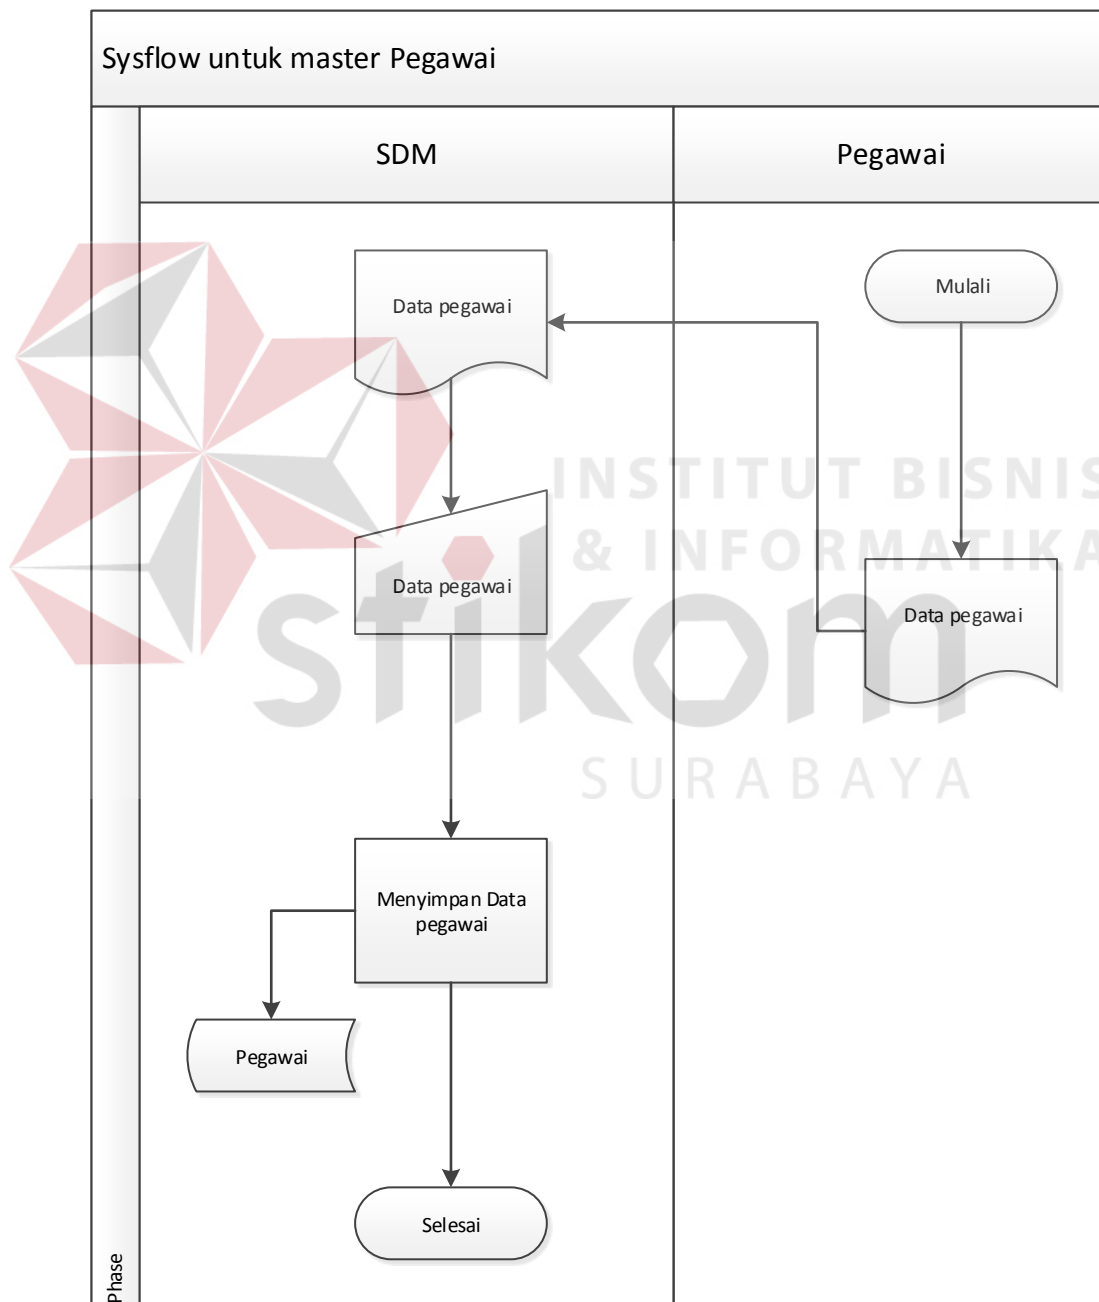 Sysflow untuk master Pegawai
SDM
Pegawai
Data pegawai
Mulali
INSTITUT BISNIS
& INFORMATIKA
Data pegawai
Data pegawai
stikom
SURABAYA
Menyimpan Data
pegawai
Pegawai
Selesai
Phase